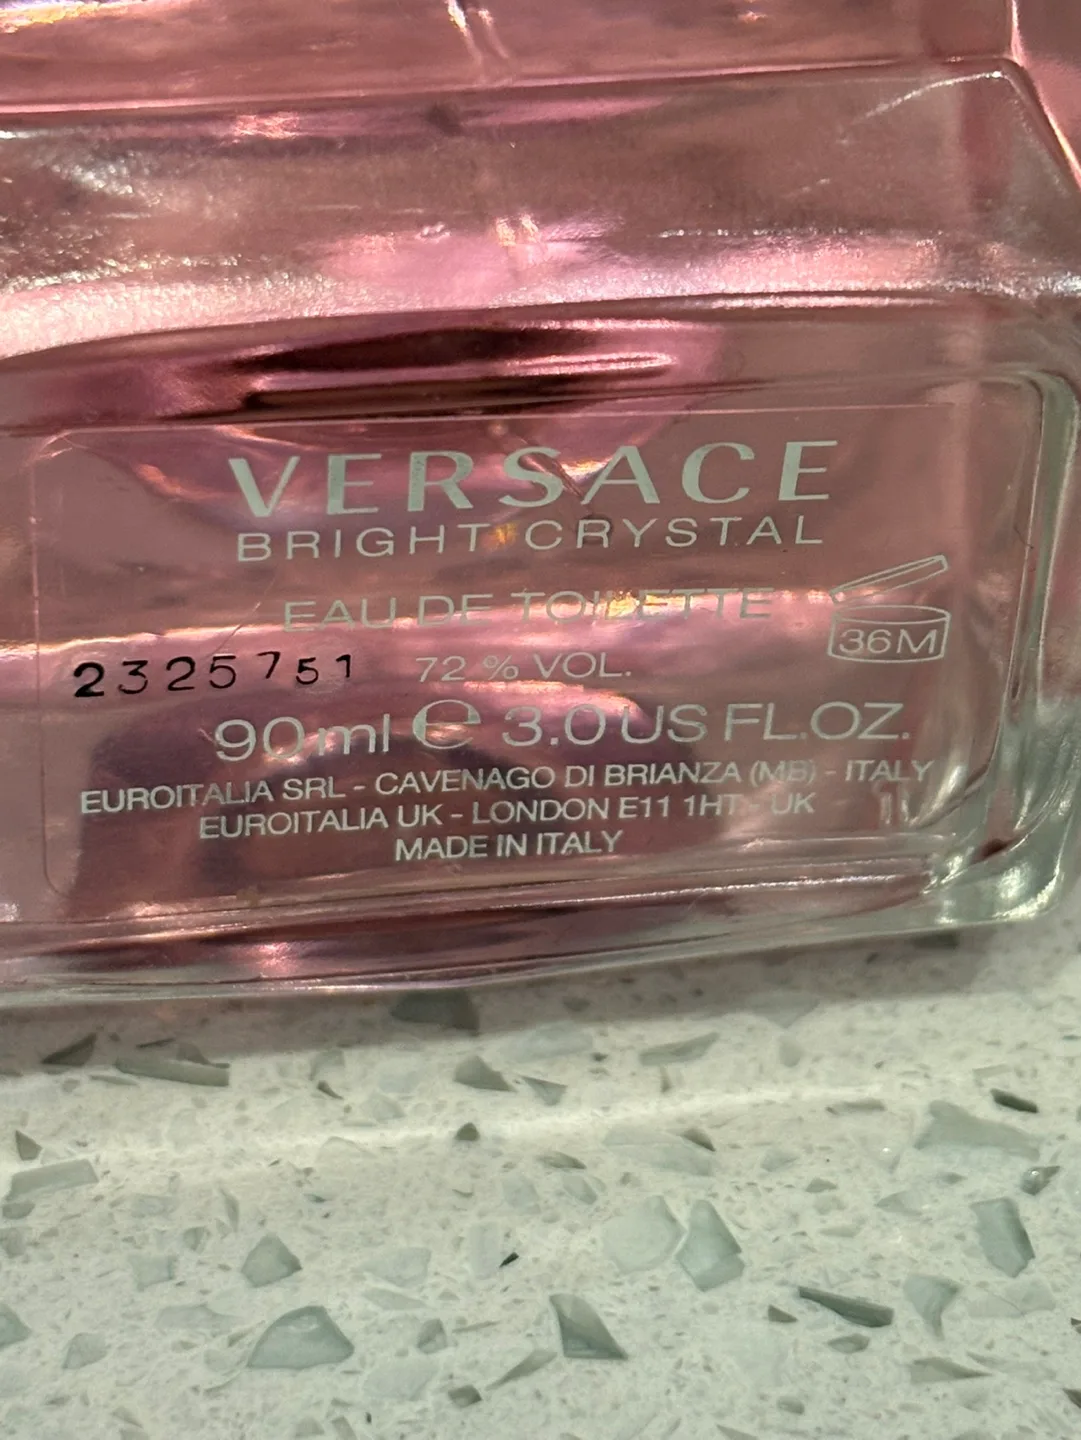 VERSACE
BRIGHT CRYSTAL
EAU DE TOILETTE
36M
2325751 72 % VOL.
90ml ℮ 3.0 US FL.OZ.
EUROITALIA SRL - CAVENAGO DI BRIANZA (MB) - ITALY
EUROITALIA UK - LONDON E11 1HT - UK
MADE IN ITALY